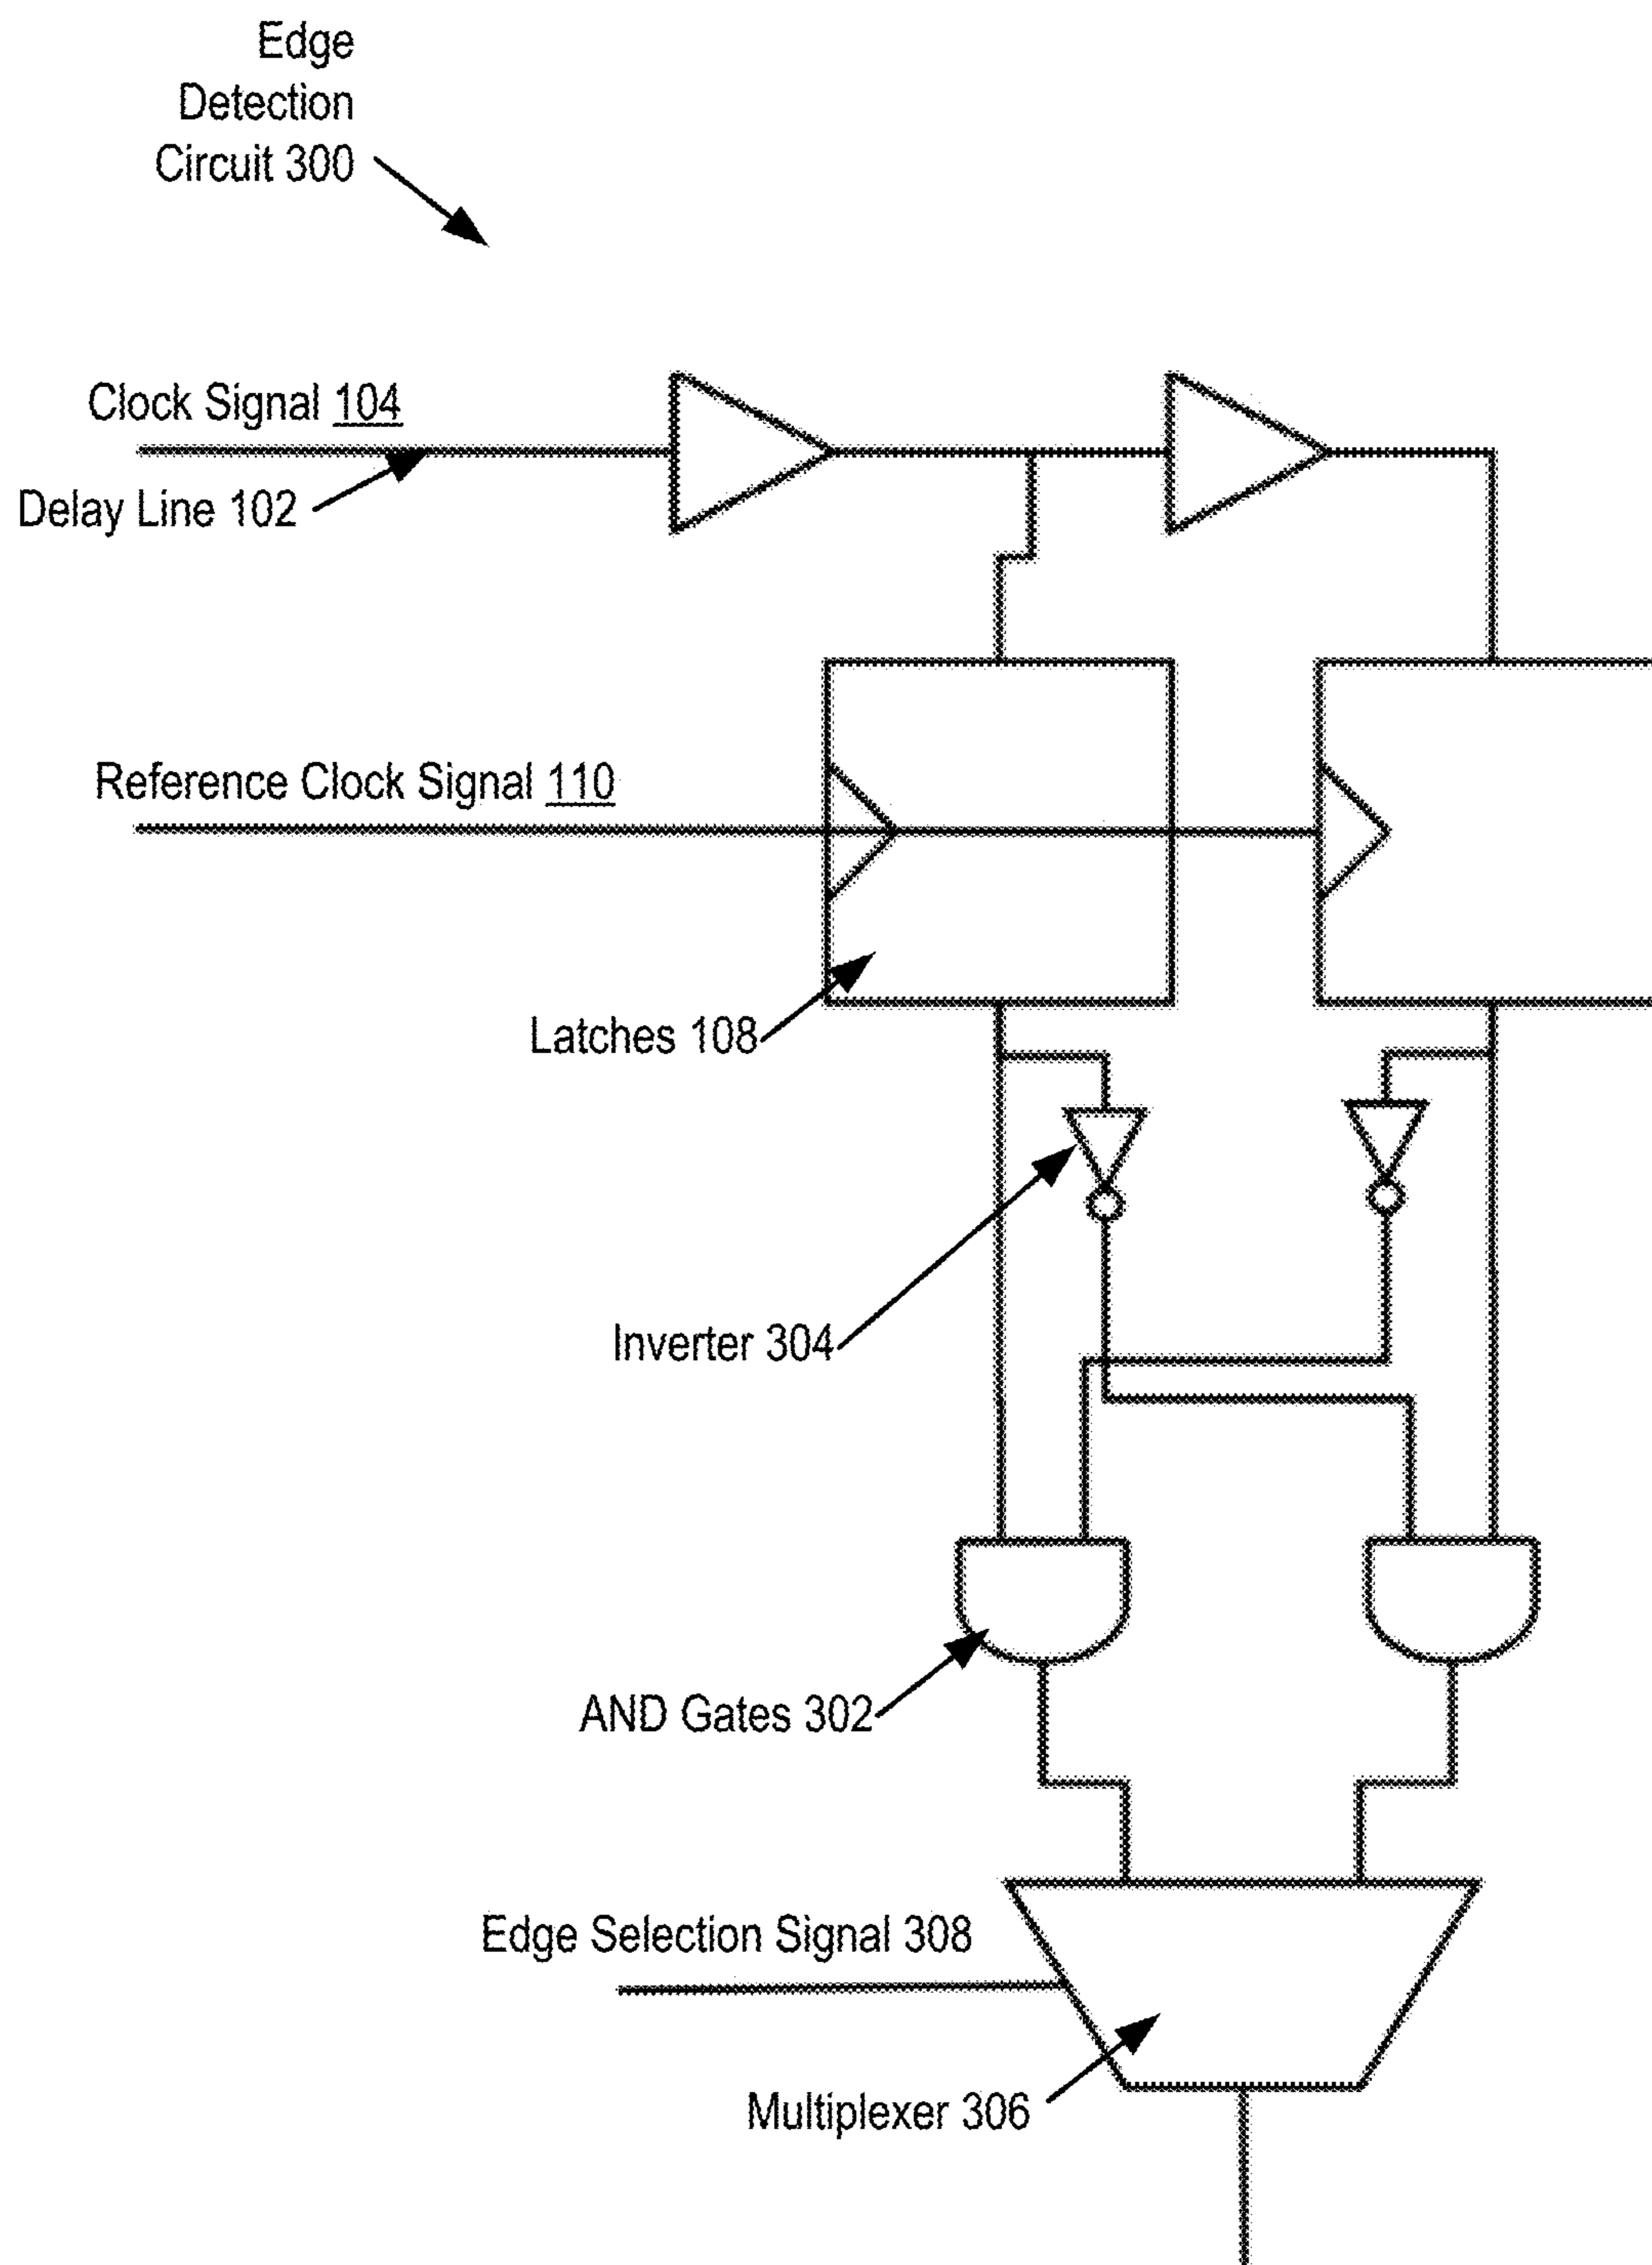 Edge
Detection
Circuit 300
Clock Signal 104
Delay Line 102
Reference Clock Signal 110
Latches 108
Inverter 304
AND Gates 302
Edge Selection Signal 308
Multiplexer 306